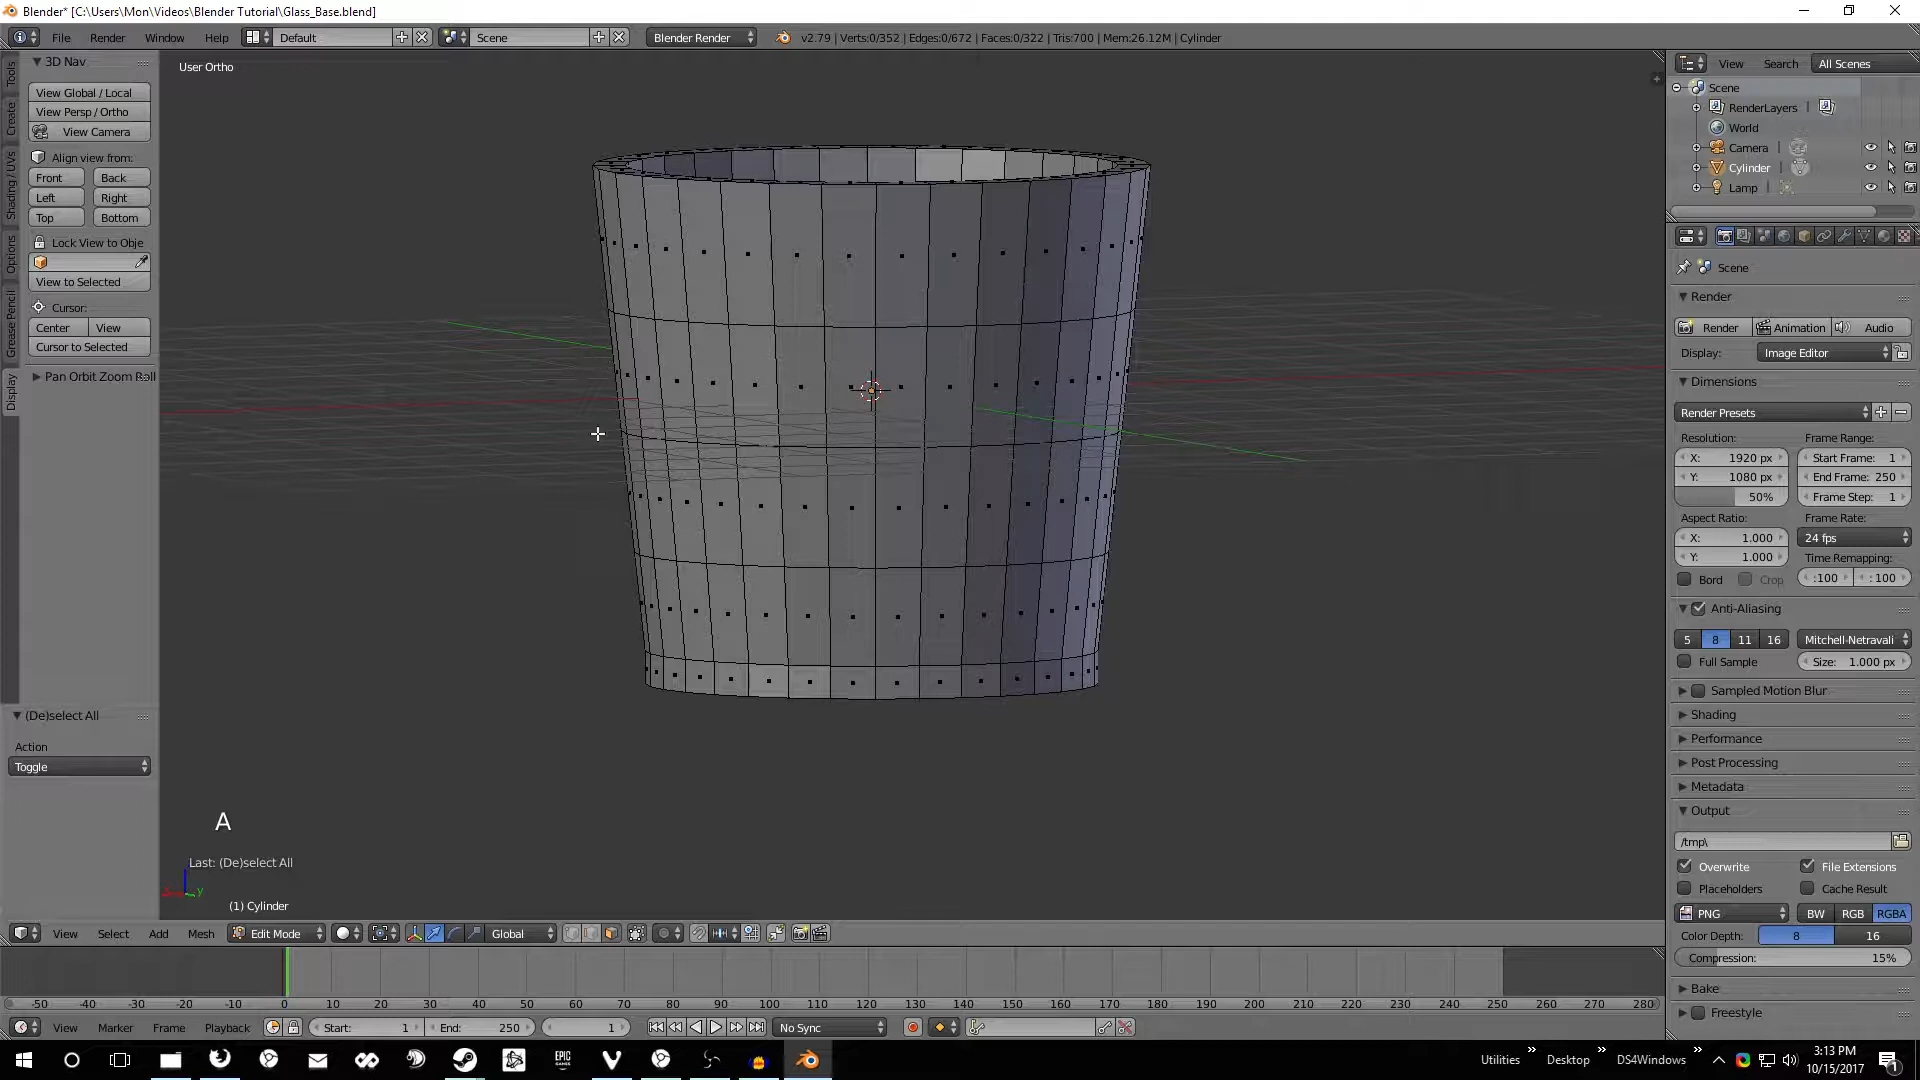 Blender* [C:\Users\Mon\Videos\Blender Tutorial\Glass_Base.blend]
File Render Window Help Default Scene Blender Render v2.79 | Verts:0/352 | Edges:0/672 | Faces:0/322 | Tris:700 | Mem:26.12M | Cylinder
Tools
Create
Shading / UVs
Options
Grease Pencil
Display
3D Nav
View Global / Local
View Persp / Ortho
View Camera
Align view from:
Front Back
Left Right
Top Bottom
Lock View to Obje
View to Selected
Cursor:
Center View
Cursor to Selected
Pan Orbit Zoom Roll
(De)select All
Action
Toggle
User Ortho
A
Last: (De)select All
x y
(1) Cylinder
View Select Add Mesh Edit Mode Global
-50 -40 -30 -20 -10 0 10 20 30 40 50 60 70 80 90 100 110 120 130 140 150 160 170 180 190 200 210 220 230 240 250 260 270 280
View Marker Frame Playback Start: 1 End: 250 1 No Sync
View Search All Scenes
Scene
RenderLayers
World
Camera
Cylinder
Lamp
Scene
Render
Render Animation Audio
Display: Image Editor
Dimensions
Render Presets
Resolution: Frame Range:
X: 1920 px Start Frame: 1
Y: 1080 px End Frame: 250
50% Frame Step: 1
Aspect Ratio: Frame Rate:
X: 1.000 24 fps
Y: 1.000 Time Remapping:
Bord Crop :100 :100
Anti-Aliasing
5 8 11 16 Mitchell-Netravali
Full Sample Size: 1.000 px
Sampled Motion Blur
Shading
Performance
Post Processing
Metadata
Output
/tmp\
Overwrite File Extensions
Placeholders Cache Result
PNG BW RGB RGBA
Color Depth: 8 16
Compression: 15%
Bake
Freestyle
EPIC GAMES
Utilities » Desktop » DS4Windows »
3:13 PM
10/15/2017
1